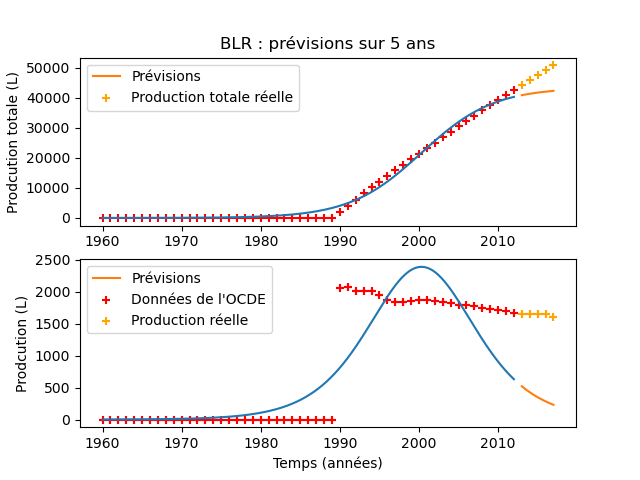 BLR : prévisions sur 5 ans
Prodcution totale (L)
50000
40000
30000
20000
10000
0
Prévisions
Production totale réelle
1960 1970 1980 1990 2000 2010
Prodcution (L)
2500
2000
1500
1000
500
0
Prévisions
Données de l'OCDE
Production réelle
1960 1970 1980 1990 2000 2010
Temps (années)